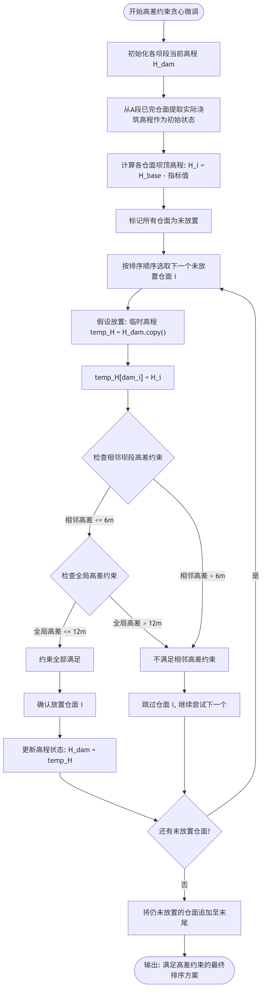 开始高差约束贪心微调
初始化各坝段当前高程
H_dam
从A段已完仓面提取实际浇
筑高程作为初始状态
计算各仓面坝顶高程: H_i =
H_base - 指标值
标记所有仓面为未放置
按排序顺序选取下一个未放
置仓面 i
假设放置: 临时高程
temp_H = H_dam.copy()
temp_H[dam_i] = H_i
检查相邻坝段高差约束
相邻高差 <= 6m
检查全局高差约束
相邻高差 > 6m
是
全局高差 > 12m
全局高差 <= 12m
约束全部满足
不满足相邻高差约束
确认放置仓面 i
跳过仓面 i, 继续尝试下一个
更新高程状态: H_dam =
temp_H
还有未放置仓面?
否
将仍未放置的仓面追加至末
尾
输出: 满足高差约束的最终
排序方案